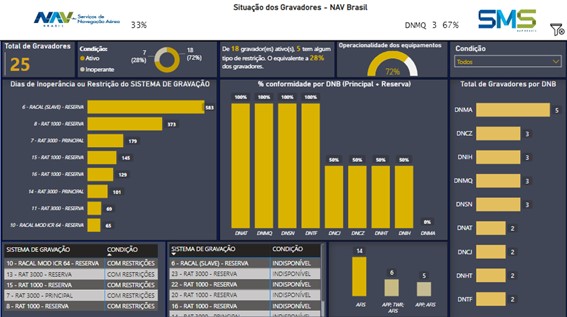 Situação dos Gravadores - NAV Brasil
NAV BRASIL Serviços de Navegação Aérea
33%
DNMQ 3 67%
SMS
Total de Gravadores
25
Condição:
Ativo
Inoperante
7 (28%)
18 (72%)
De 18 gravador(es) ativo(s), 5 tem algum tipo de restrição. O equivalente a 28% dos gravadores.
Operacionalidade dos equipamentos
72%
Condição
Todos
Dias de Inoperância ou Restrição do SISTEMA DE GRAVAÇÃO
6 - RACAL (SLAVE) - RESERVA 583
8 - RAT 1000 - RESERVA 373
7 - RAT 3000 - PRINCIPAL 179
15 - RAT 1000 - RESERVA 145
16 - RAT 1000 - RESERVA 129
14 - RAT 3000 - PRINCIPAL 101
11 - RAT 3000 - RESERVA 69
10 - RACAL MOD ICR 64 - RESERVA 65
% conformidade por DNB (Principal + Reserva)
100% 100% 100% 100% 50% 50% 50% 50% 0%
DNAT DNMQ DNSN DNTF DNCJ DNCZ DNHT DNIH DNMA
Total de Gravadores por DNB
DNMA 5
DNCZ 3
DNIH 3
DNMQ 3
DNSN 3
DNAT 2
DNCJ 2
DNHT 2
DNTF 2
SISTEMA DE GRAVAÇÃO CONDIÇÃO
10 - RACAL MOD ICR 64 - RESERVA COM RESTRIÇÕES
13 - RAT 3000 - RESERVA COM RESTRIÇÕES
15 - RAT 1000 - RESERVA COM RESTRIÇÕES
7 - RAT 3000 - PRINCIPAL COM RESTRIÇÕES
8 - RAT 1000 - RESERVA COM RESTRIÇÕES
SISTEMA DE GRAVAÇÃO CONDIÇÃO
6 - RACAL (SLAVE) - RESERVA INDISPONÍVEL
23 - RAT 1000 - RESERVA INDISPONÍVEL
22 - RAT 1000 - RESERVA INDISPONÍVEL
20 - RAT 1000 - RESERVA INDISPONÍVEL
16 - RAT 1000 - RESERVA INDISPONÍVEL
14 6 5
AFIS APP; TWR; AFIS APP; AFIS